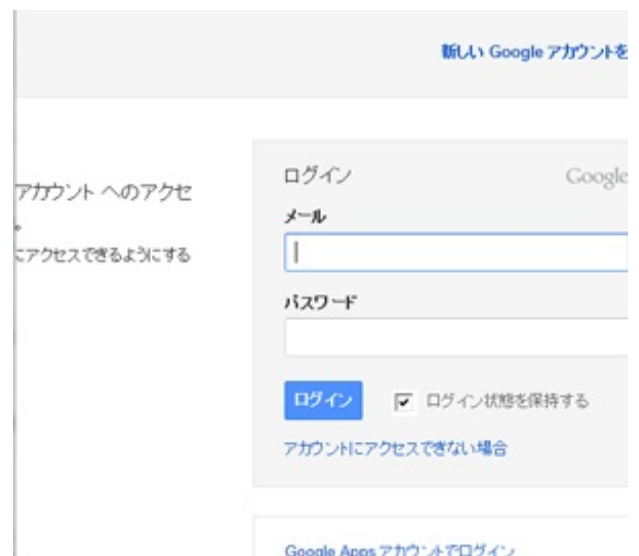 新しい Google アカウントを
アカウント へのアクセ
。
にアクセスできるようにする
ログイン Google
メール
パスワード
ログイン ログイン状態を保持する
アカウントにアクセスできない場合
Google Apps アカウントでログイン